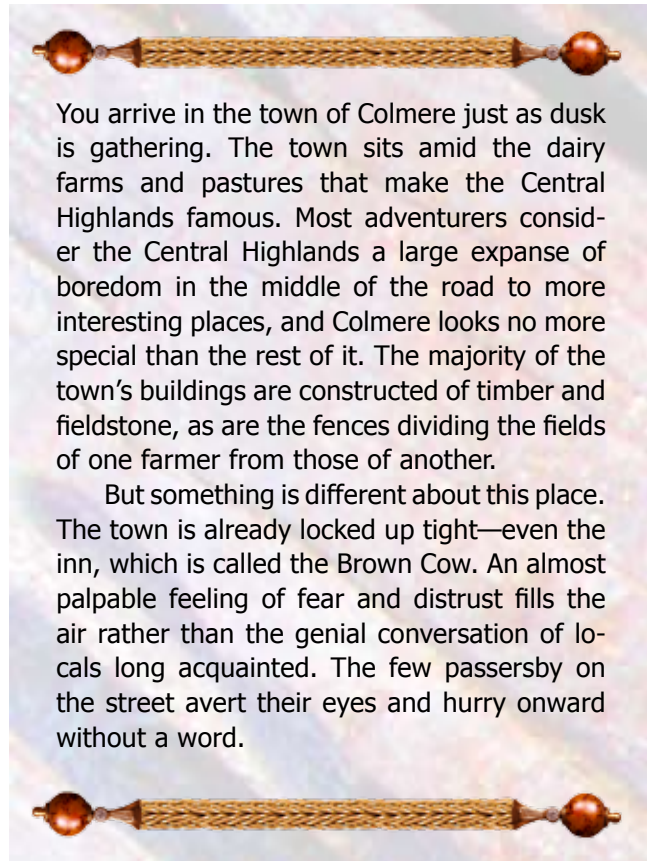 You arrive in the town of Colmere just as dusk
is gathering. The town sits amid the dairy
farms and pastures that make the Central
Highlands famous. Most adventurers consid-
er the Central Highlands a large expanse of
boredom in the middle of the road to more
interesting places, and Colmere looks no more
special than the rest of it. The majority of the
town’s buildings are constructed of timber and
fieldstone, as are the fences dividing the fields
of one farmer from those of another.
But something is different about this place.
The town is already locked up tight—even the
inn, which is called the Brown Cow. An almost
palpable feeling of fear and distrust fills the
air rather than the genial conversation of lo-
cals long acquainted. The few passersby on
the street avert their eyes and hurry onward
without a word.